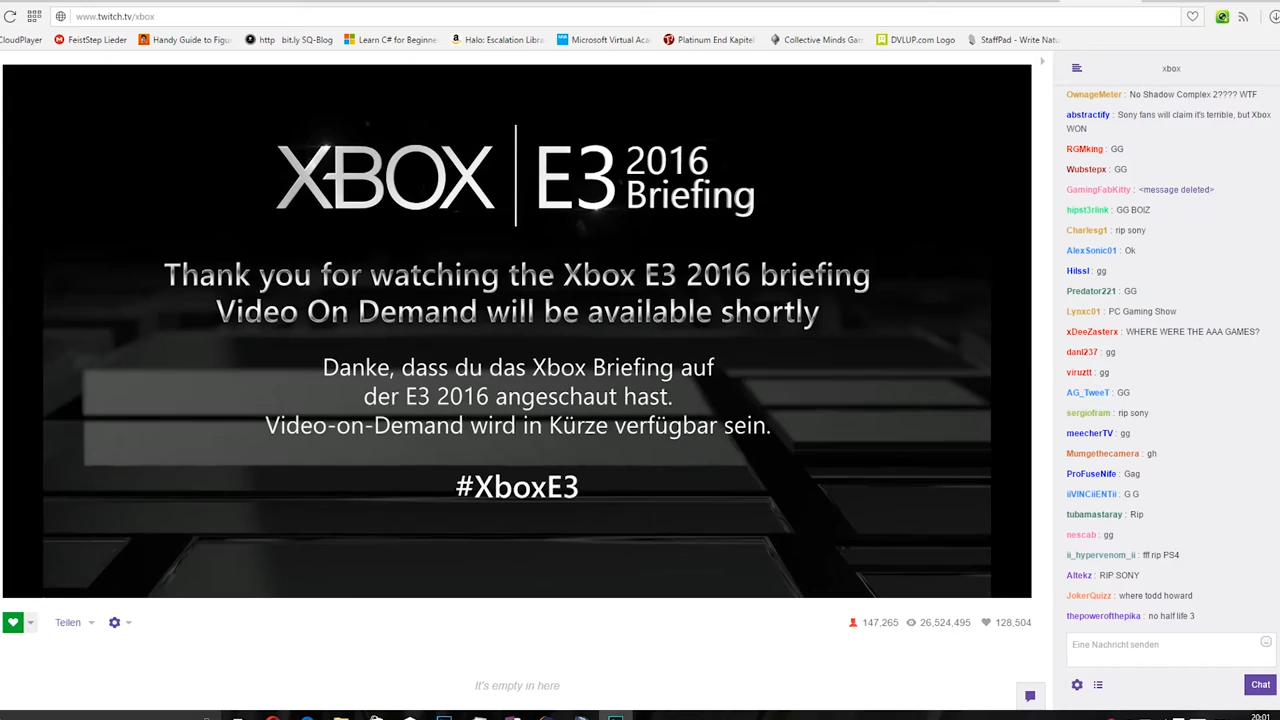 www.twitch.tv/xbox
CloudPlayer
FeistStep Lieder
Handy Guide to Figu
http
bit.ly SQ-Blog
Learn C# for Beginne
Halo: Escalation Libra
Microsoft Virtual Aca
Platinum End Kapitel
Collective Minds Gam
DVLUP.com Logo
StaffPad - Write Natu
XBOX | E3 2016
Briefing
Thank you for watching the Xbox E3 2016 briefing
Video On Demand will be available shortly
Danke, dass du das Xbox Briefing auf
der E3 2016 angeschaut hast.
Video-on-Demand wird in Kürze verfügbar sein.
#XboxE3
Teilen
147,265
26,524,495
128,504
It's empty in here
xbox
OwnageMeter : No Shadow Complex 2???? WTF
abstractify : Sony fans will claim it's terrible, but Xbox
WON
RGMking : GG
Wubstepx : GG
GamingFabKitty : <message deleted>
hipst3rlink : GG BOIZ
Charlesg1 : rip sony
AlexSonic01 : Ok
Hilssl : gg
Predator221 : GG
Lynxc01 : PC Gaming Show
xDeeZasterx : WHERE WERE THE AAA GAMES?
danl237 : gg
viruztt : gg
AG_TweeT : GG
sergiofram : rip sony
meecherTV : gg
Mumgethecamera : gh
ProFuseNife : Gag
iiVINCiiENTii : G G
tubamastaray : Rip
nescab : gg
ii_hypervenom_ii : fff rip PS4
Altekz : RIP SONY
JokerQuizz : where todd howard
thepowerofthepika : no half life 3
Eine Nachricht senden
Chat
20:01